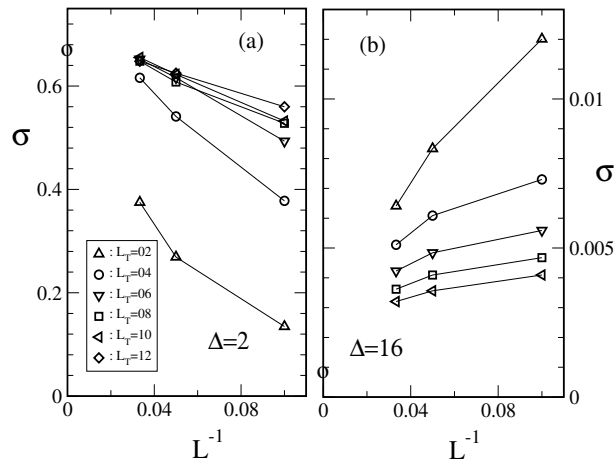 (a)
(b)
σ
0.6
σ
0.4
0.2
0
△ : L_T=02
○ : L_T=04
▽ : L_T=06
□ : L_T=08
◁ : L_T=10
◇ : L_T=12
Δ=2
0 0.04 0.08
L^-1
0.01
σ
0.005
0
σ
Δ=16
0 0.04 0.08
L^-1